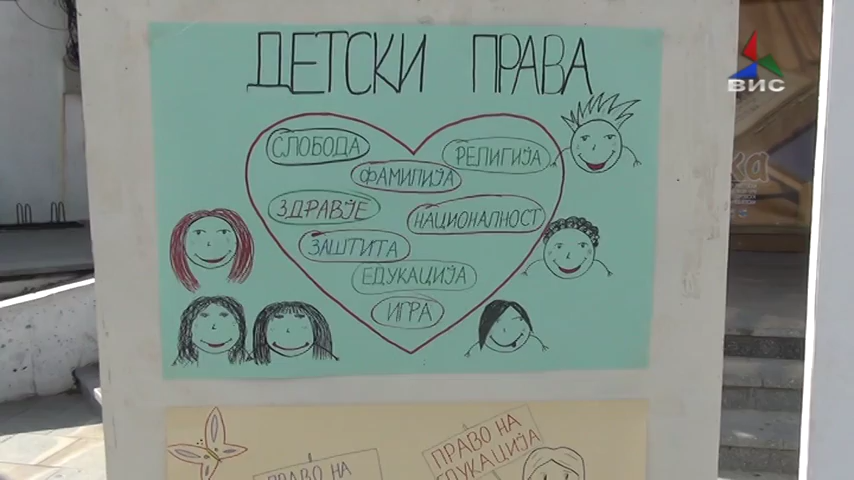 ДЕТСКИ ПРАВА
СЛОБОДА
РЕЛИГИЈА
ФАМИЛИЈА
ЗДРАВЈЕ
НАЦИОНАЛНОСТ
ЗАШТИТА
ЕДУКАЦИЈА
ИГРА
ПРАВО НА
ПРАВО НА
ЕДУКАЦИЈА
ВИС